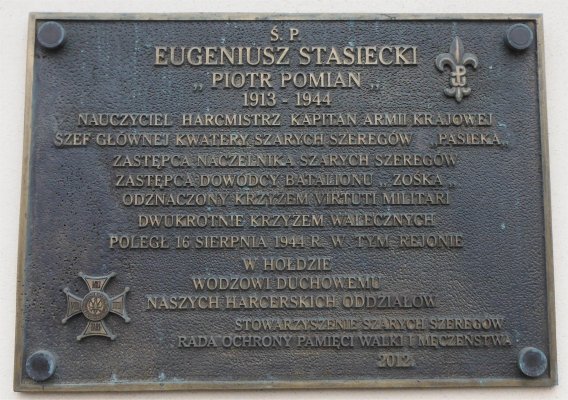 Ś. P
EUGENIUSZ STASIECKI
„PIOTR POMIAN„
1913 - 1944
NAUCZYCIEL HARCMISTRZ KAPITAN ARMII KRAJOWEJ
SZEF GŁÓWNEJ KWATERY SZARYCH SZEREGÓW „PASIEKA„
ZASTĘPCA NACZELNIKA SZARYCH SZEREGÓW
ZASTĘPCA DOWÓDCY BATALIONU „ZOŚKA„
ODZNACZONY KRZYŻEM VIRTUTI MILITARI
DWUKROTNIE KRZYŻEM WALECZNYCH
POLEGŁ 16 SIERPNIA 1944 R. W TYM REJONIE
W HOŁDZIE
WODZOWI DUCHOWEMU
NASZYCH HARCERSKICH ODDZIAŁÓW
STOWARZYSZENIE SZARYCH SZEREGÓW
RADA OCHRONY PAMIĘCI WALKI I MĘCZEŃSTWA
2012